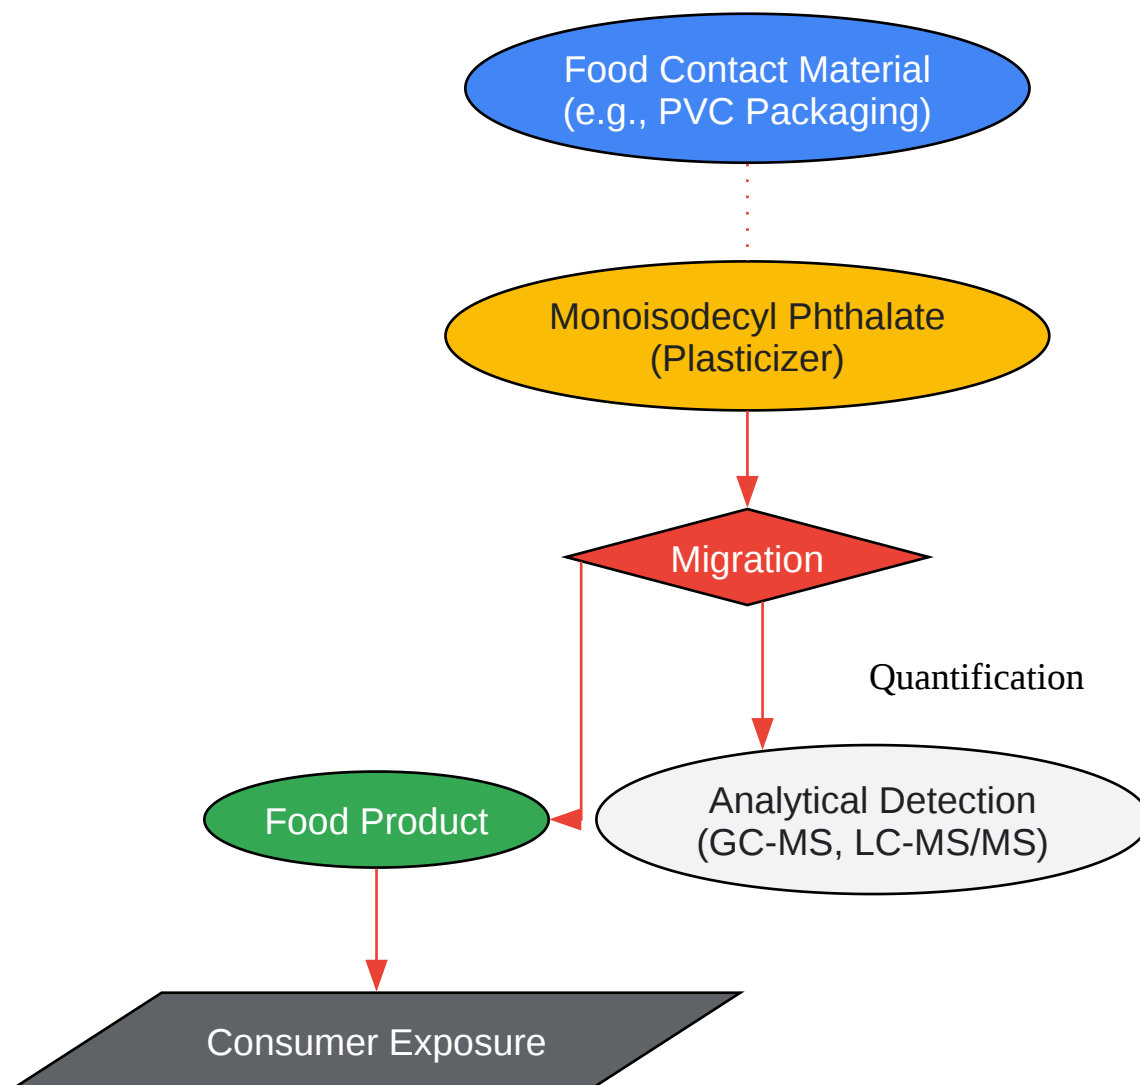 Food Contact Material
(e.g., PVC Packaging)
Monoisodecyl Phthalate
(Plasticizer)
Migration
Quantification
Food Product
Analytical Detection
(GC-MS, LC-MS/MS)
Consumer Exposure